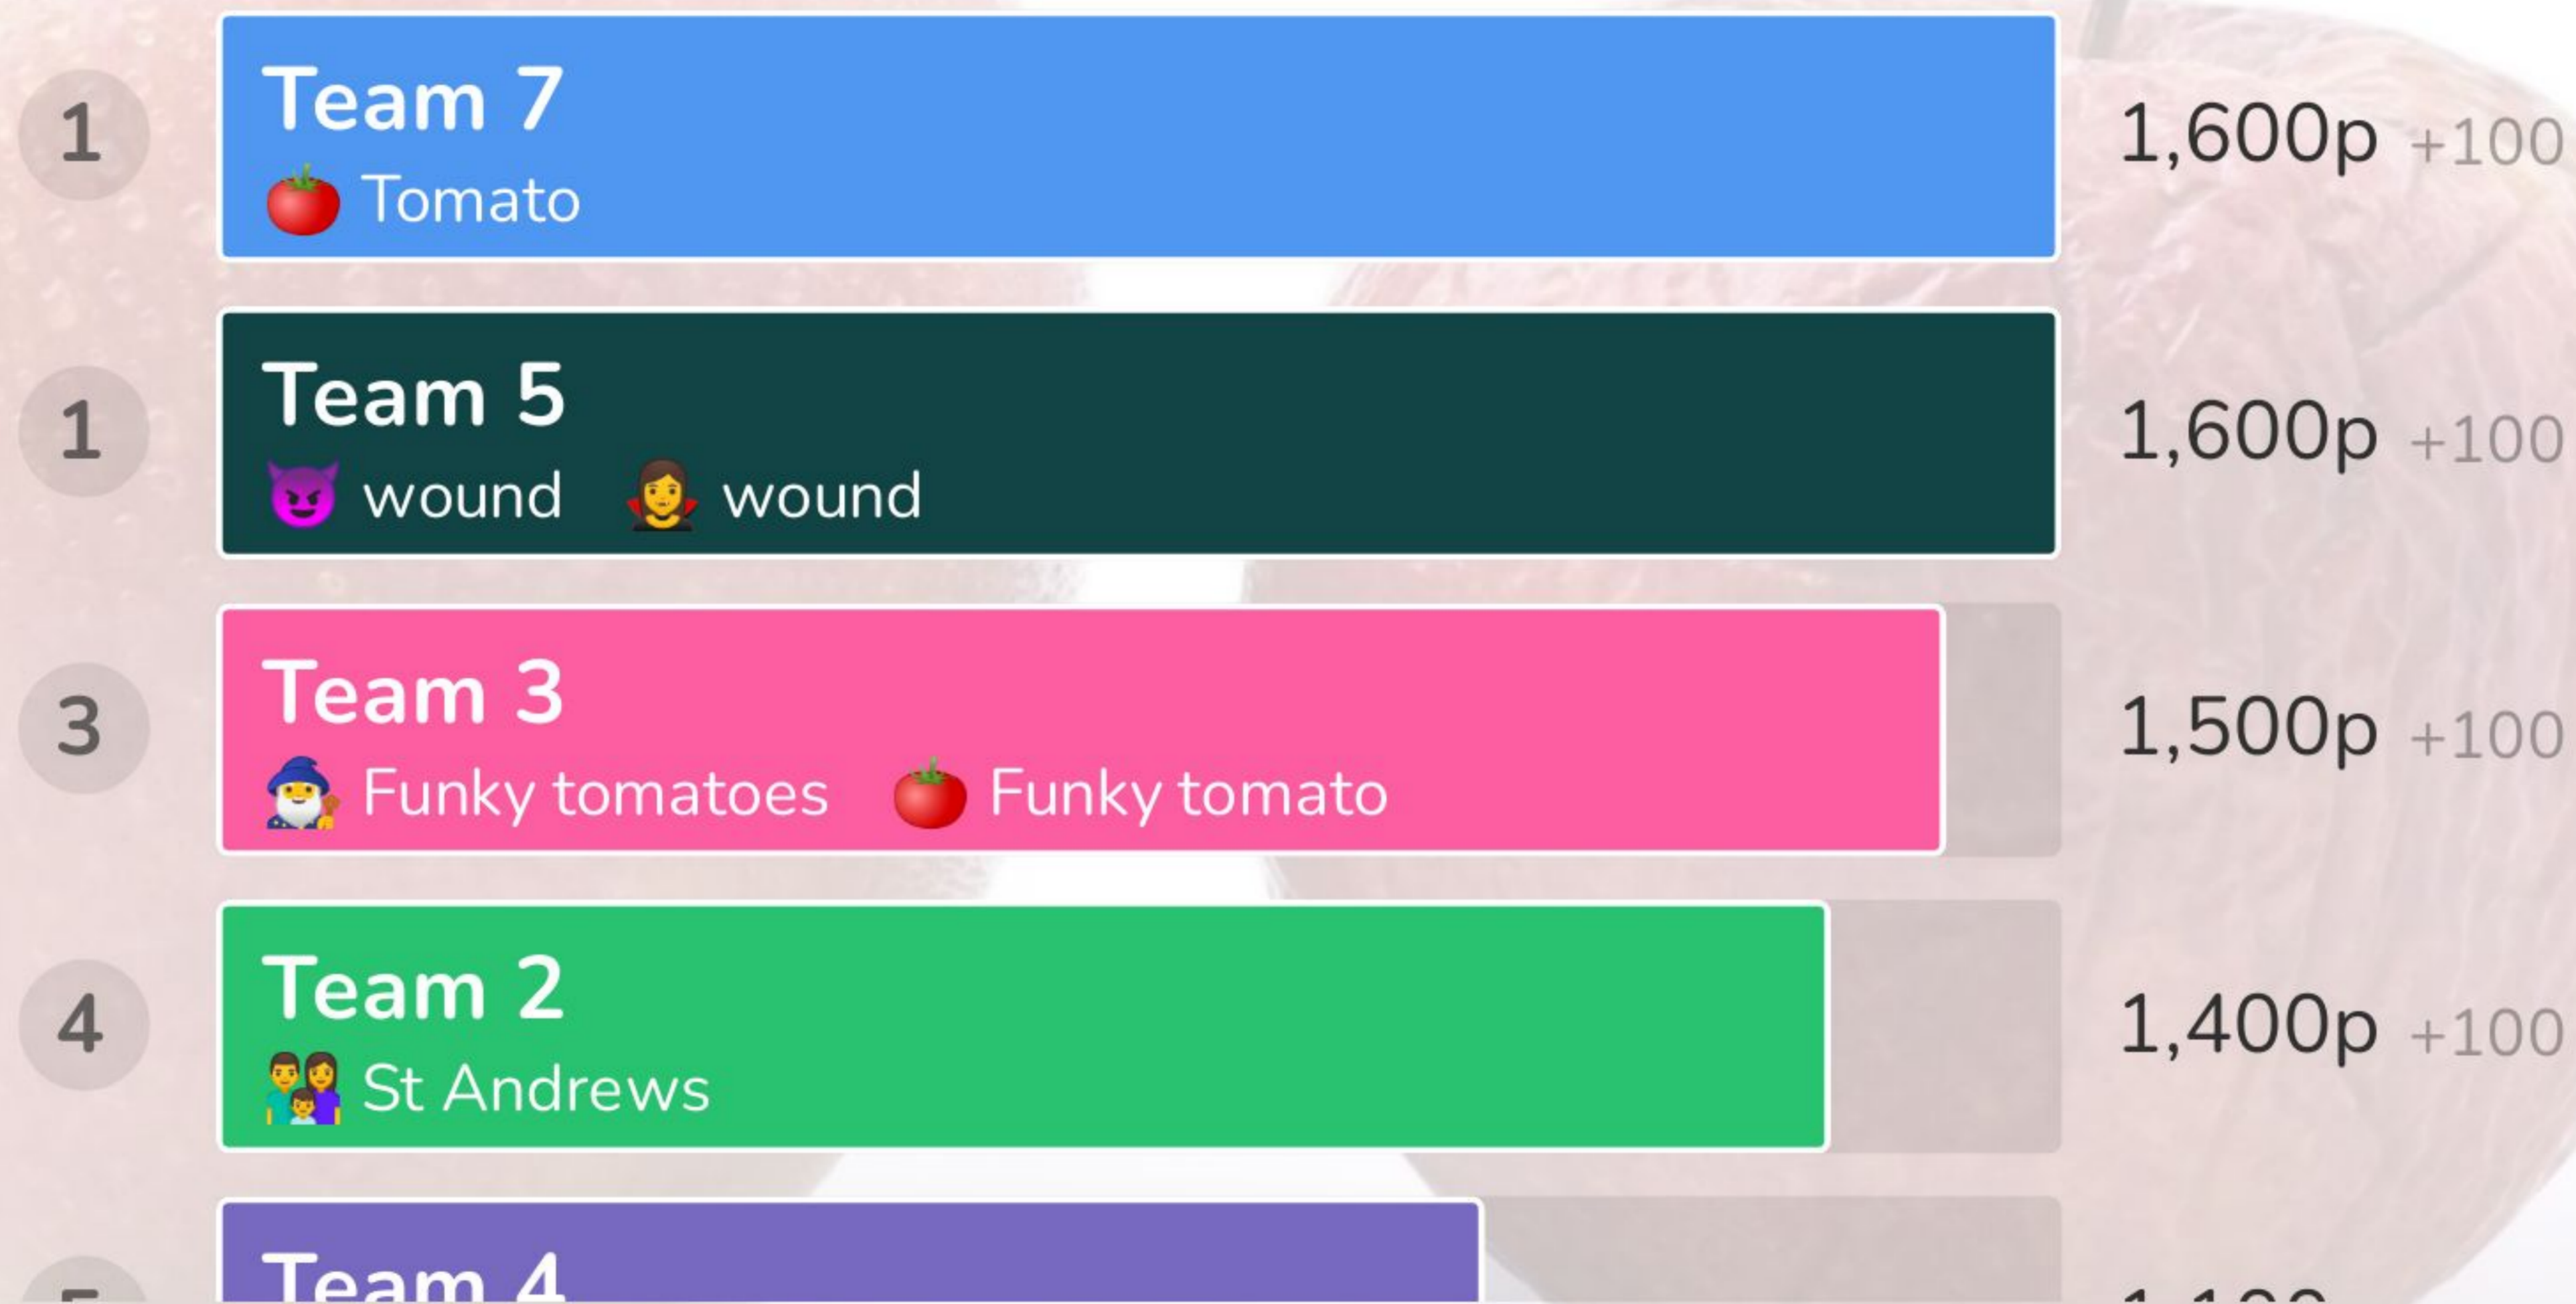 1
Team 7
Tomato
1,600p +100
1
Team 5
wound wound
1,600p +100
3
Team 3
Funky tomatoes Funky tomato
1,500p +100
4
Team 2
St Andrews
1,400p +100
Team 4